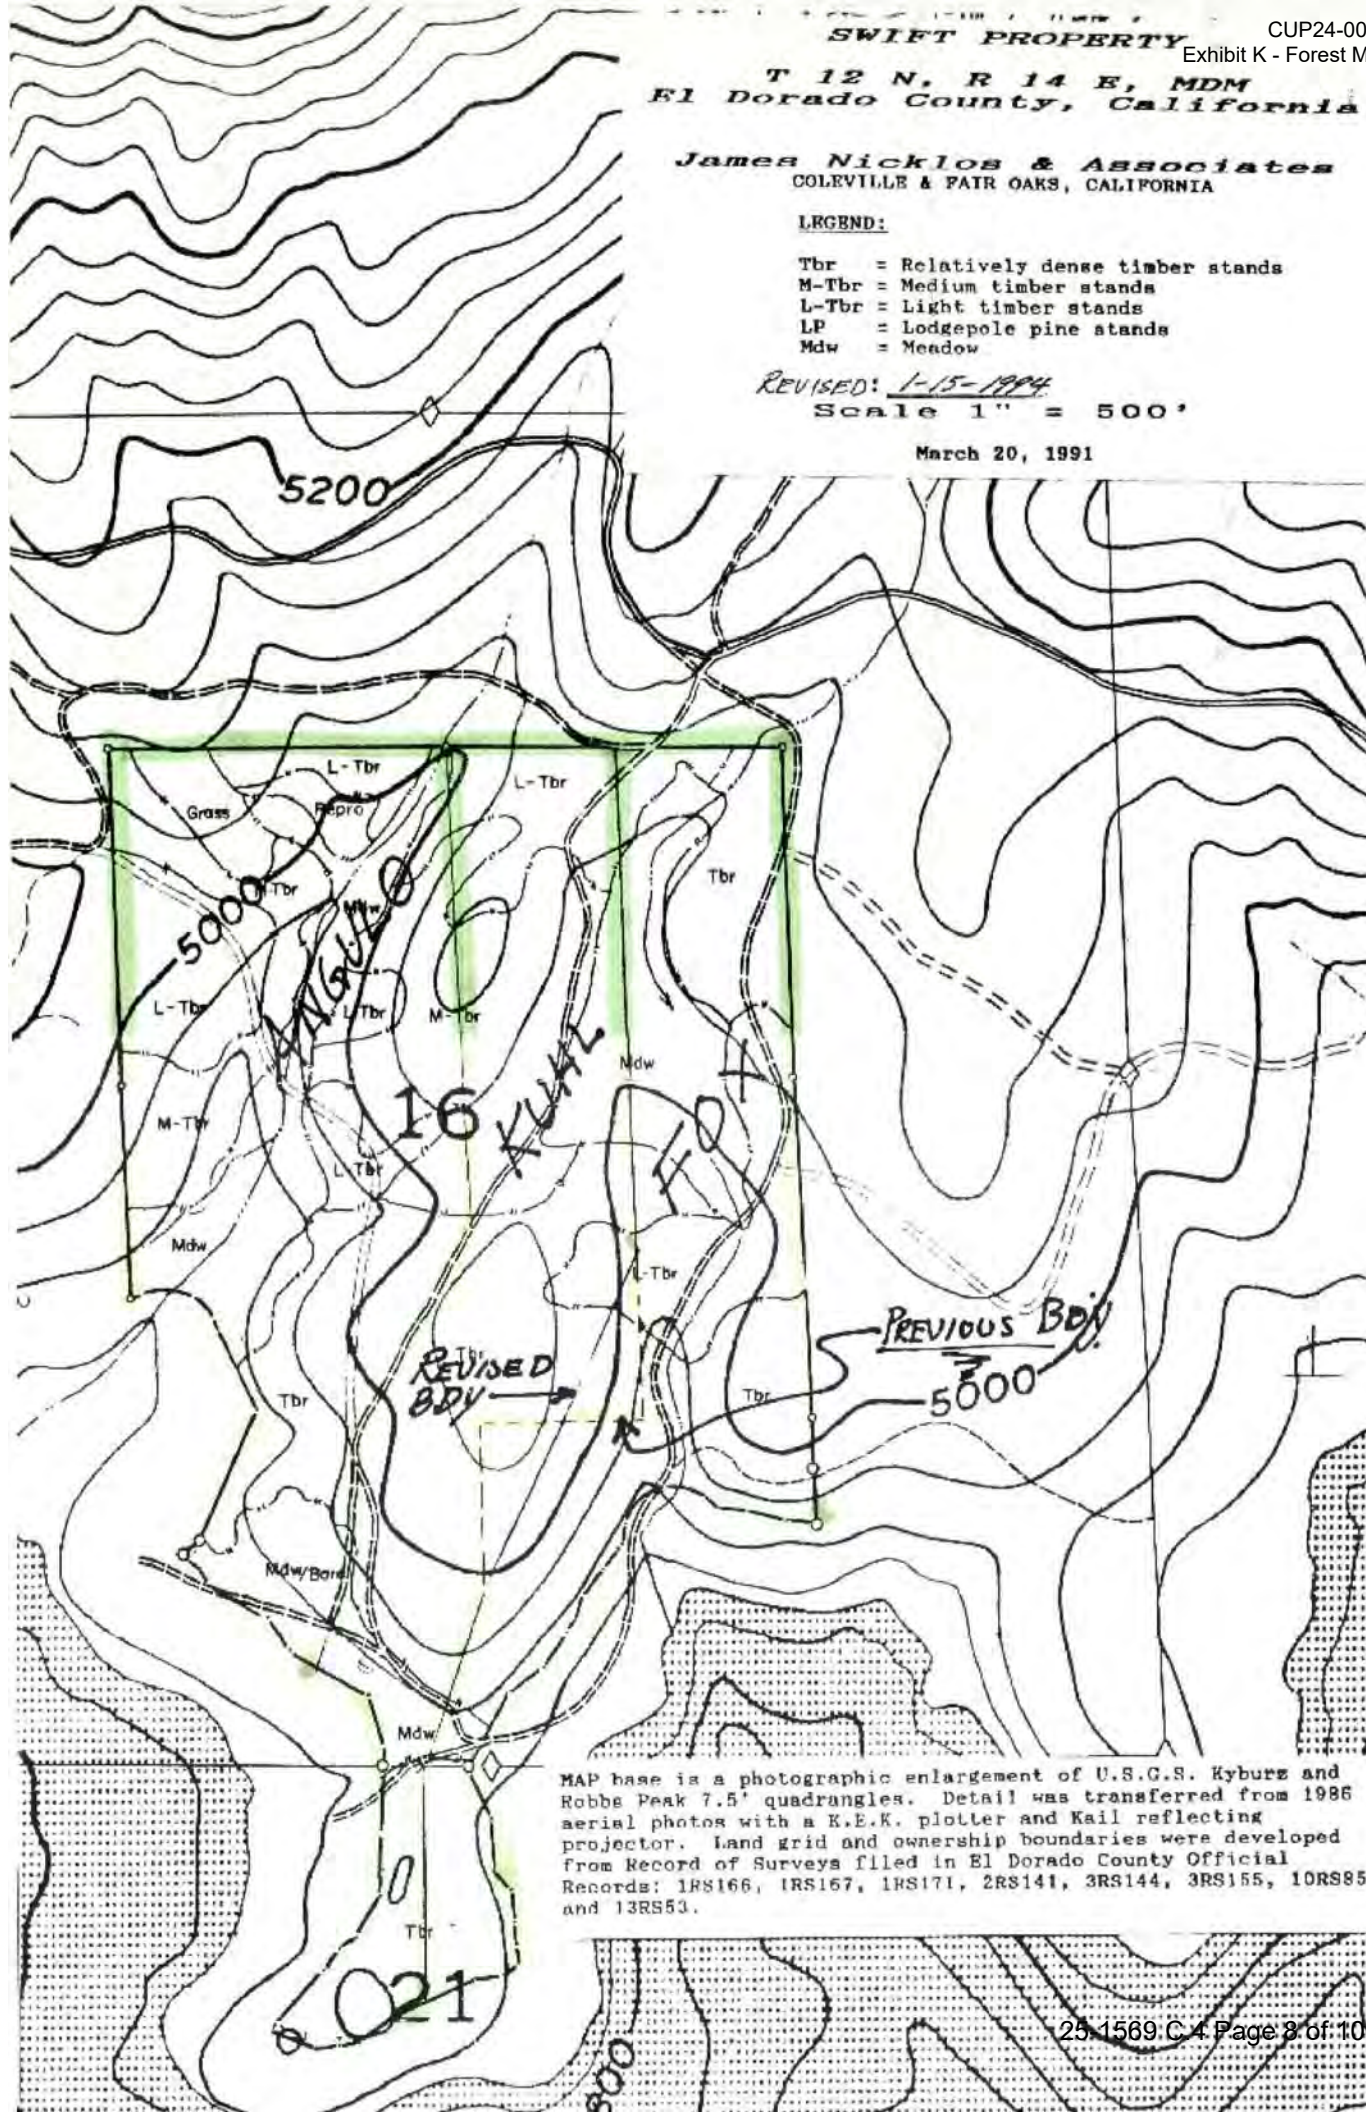 CUP24-00
Exhibit K - Forest M
SWIFT PROPERTY
T 12 N, R 14 E, MDM
El Dorado County, California
James Nicklos & Associates
COLEVILLE & FAIR OAKS, CALIFORNIA
LEGEND:
Tbr = Relatively dense timber stands
M-Tbr = Medium timber stands
L-Tbr = Light timber stands
LP = Lodgepole pine stands
Mdw = Meadow
REVISED: 1-15-1994
Scale 1" = 500'
March 20, 1991
5200
L-Tbr
L-Tbr
Grass
Repro
Tbr
M-Tbr
Mdw
5000
ANGULO
L-Tbr
L-Tbr
M-Tbr
KUHL
Mdw
FOX
16
M-Tbr
L-Tbr
Mdw
L-Tbr
PREVIOUS BDY
Tbr
REVISED
BDY
Tbr
Tbr
5000
Mdw/Bare
Mdw
MAP base is a photographic enlargement of U.S.G.S. Kyburz and
Robbs Peak 7.5' quadrangles. Detail was transferred from 1986
aerial photos with a K.E.K. plotter and Kail reflecting
projector. Land grid and ownership boundaries were developed
from Record of Surveys filed in El Dorado County Official
Records: 1RS166, 1RS167, 1RS171, 2RS141, 3RS144, 3RS155, 10RS85
and 13RS53.
Tbr
21
25-1569 C.4 Page 8 of 10